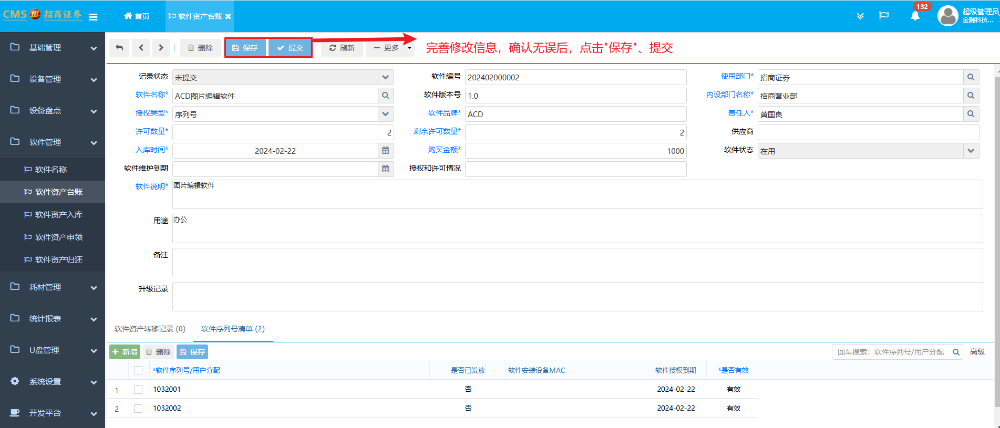 CMS 招商证券
首页
软件资产台账
132
超级管理员
金融科技...
基础管理
设备管理
设备盘点
软件管理
软件名称
软件资产台账
软件资产入库
软件资产申领
软件资产归还
耗材管理
统计报表
U盘管理
系统设置
开发平台
删除 保存 提交 刷新 更多
完善修改信息，确认无误后，点击"保存"、提交
记录状态 未提交 软件编号 202402000002 使用部门* 招商证券
软件名称* ACD图片编辑软件 软件版本号 1.0 内设部门名称* 招商营业部
授权类型* 序列号 软件品牌* ACD 责任人* 黄国良
许可数量* 2 剩余许可数量* 2 供应商
入库时间* 2024-02-22 购买金额* 1000 软件状态 在用
软件维护到期 授权和许可情况
软件说明* 图片编辑软件
用途 办公
备注
升级记录
软件资产转移记录 (0) 软件序列号清单 (2)
新增 删除 保存 回车搜索：软件序列号/用户分配 高级
*软件序列号/用户分配 是否已发放 软件安装设备MAC 软件授权到期 *是否有效
1 1032001 否 2024-02-22 有效
2 1032002 否 2024-02-22 有效